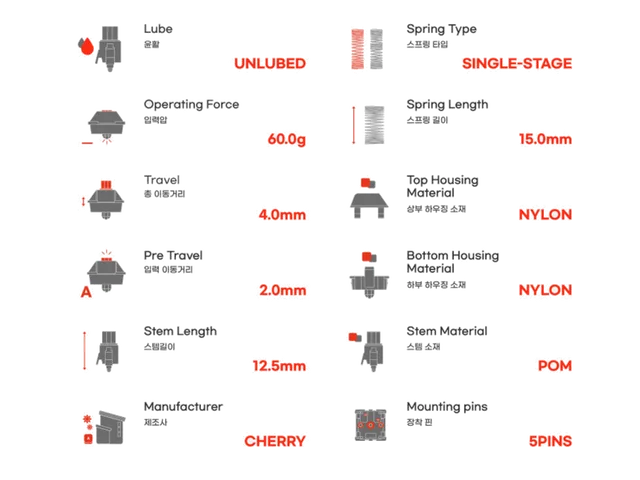 Lube
윤활
UNLUBED
Spring Type
스프링 타입
SINGLE-STAGE
Operating Force
입력압
60.0g
Spring Length
스프링 길이
15.0mm
Travel
총 이동거리
4.0mm
Top Housing
Material
상부 하우징 소재
NYLON
Pre Travel
입력 이동거리
A
2.0mm
Bottom Housing
Material
하부 하우징 소재
NYLON
Stem Length
스템길이
12.5mm
Stem Material
스템 소재
POM
Manufacturer
제조사
CHERRY
Mounting pins
장착 핀
5PINS